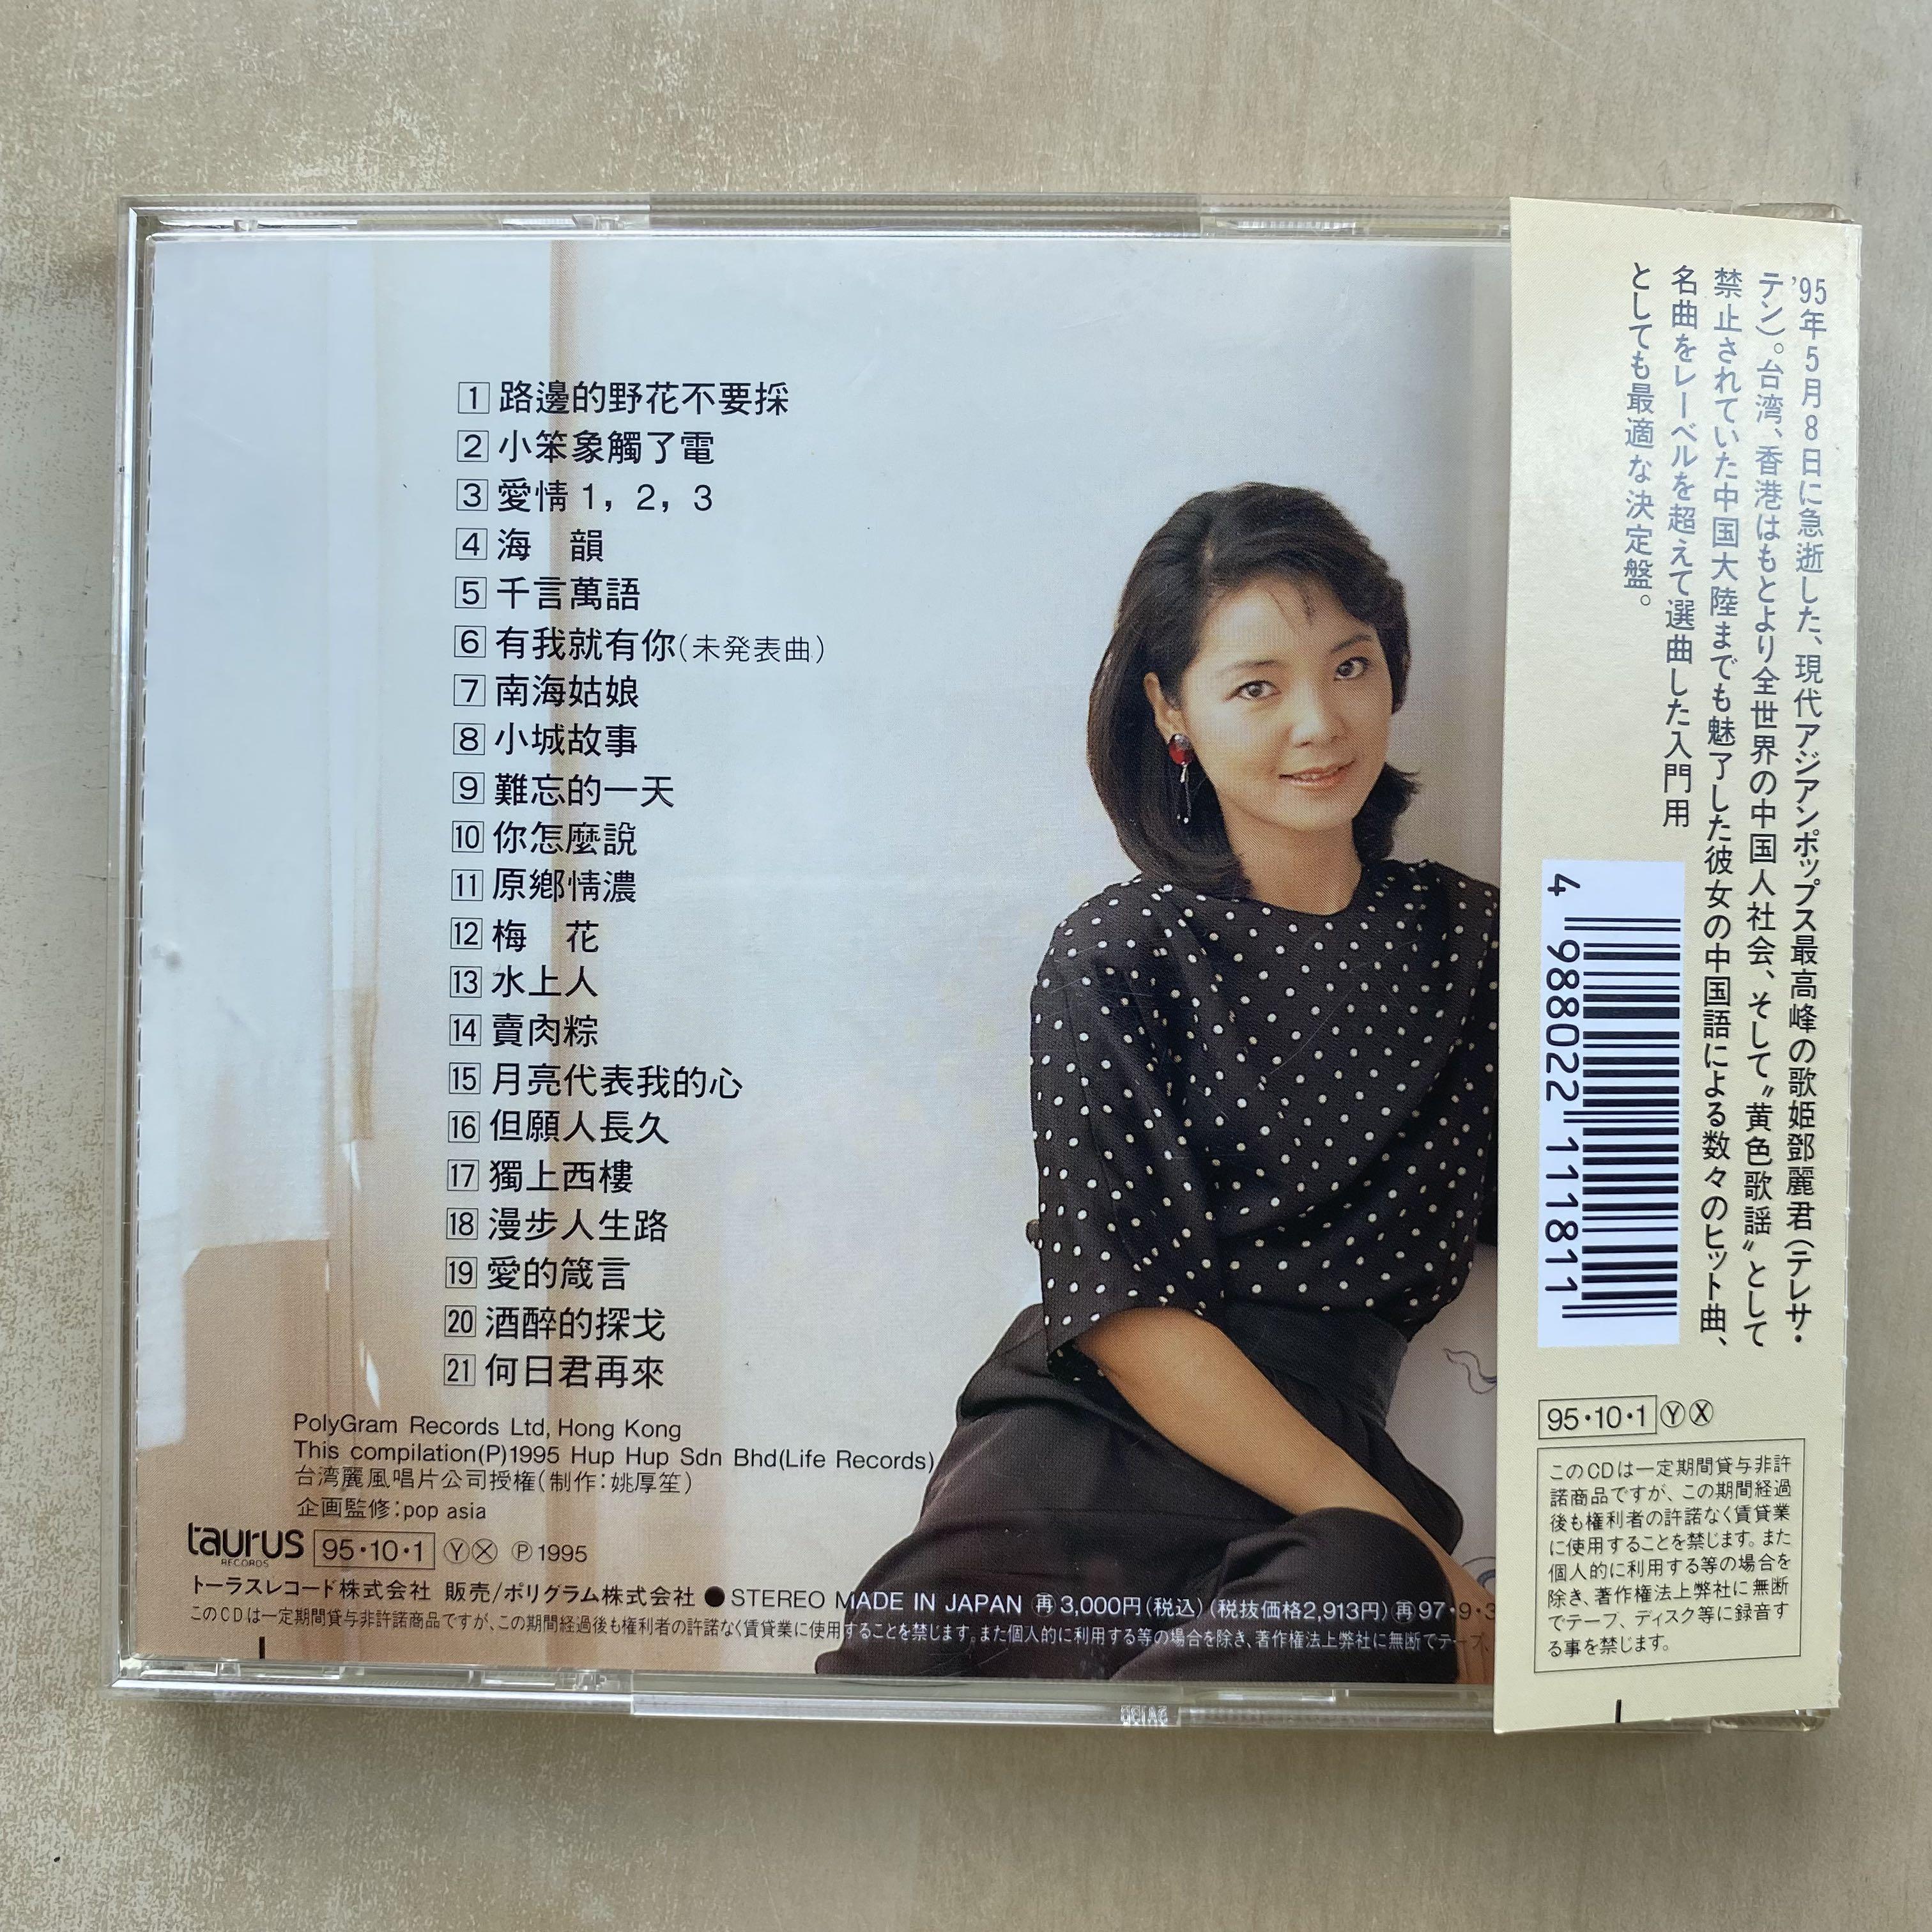 1 路邊的野花不要採
2 小笨象觸了電
3 愛情1，2，3
4 海　韻
5 千言萬語
6 有我就有你（未発表曲）
7 南海姑娘
8 小城故事
9 難忘的一天
10 你怎麼說
11 原鄉情濃
12 梅　花
13 水上人
14 賣肉粽
15 月亮代表我的心
16 但願人長久
17 獨上西樓
18 漫步人生路
19 愛的箴言
20 酒醉的探戈
21 何日君再來
PolyGram Records Ltd, Hong Kong
This compilation(P)1995 Hup Hup Sdn Bhd(Life Records)
台湾麗風唱片公司授権（制作：姚厚笙）
企画監修：pop asia
taurus
RECORDS
95・10・1 Ⓨ Ⓧ Ⓟ1995
トーラスレコード株式会社 販売/ポリグラム株式会社 ●STEREO MADE IN JAPAN 再3,000円（税込）（税抜価格2,913円）再97・9・3
このCDは一定期間貸与非許諾商品ですが、この期間経過後も権利者の許諾なく賃貸業に使用することを禁じます。また個人的に利用する等の場合を除き、著作権法上弊社に無断でテープ、
'95年5月8日に急逝した、現代アジアンポップス最高峰の歌姫鄧麗君（テレサ・
テン）。台湾、香港はもとより全世界の中国人社会、そして〝黄色歌謡〟として
禁止されていた中国大陸までも魅了した彼女の中国語による数々のヒット曲、
名曲をレーベルを超えて選曲した入門用
としても最適な決定盤。
4 988022 111811
95・10・1 Ⓨ Ⓧ
このCDは一定期間貸与非許
諾商品ですが、この期間経過
後も権利者の許諾なく賃貸業
に使用することを禁じます。また
個人的に利用する等の場合を
除き、著作権法上弊社に無断
でテープ、ディスク等に録音す
る事を禁じます。